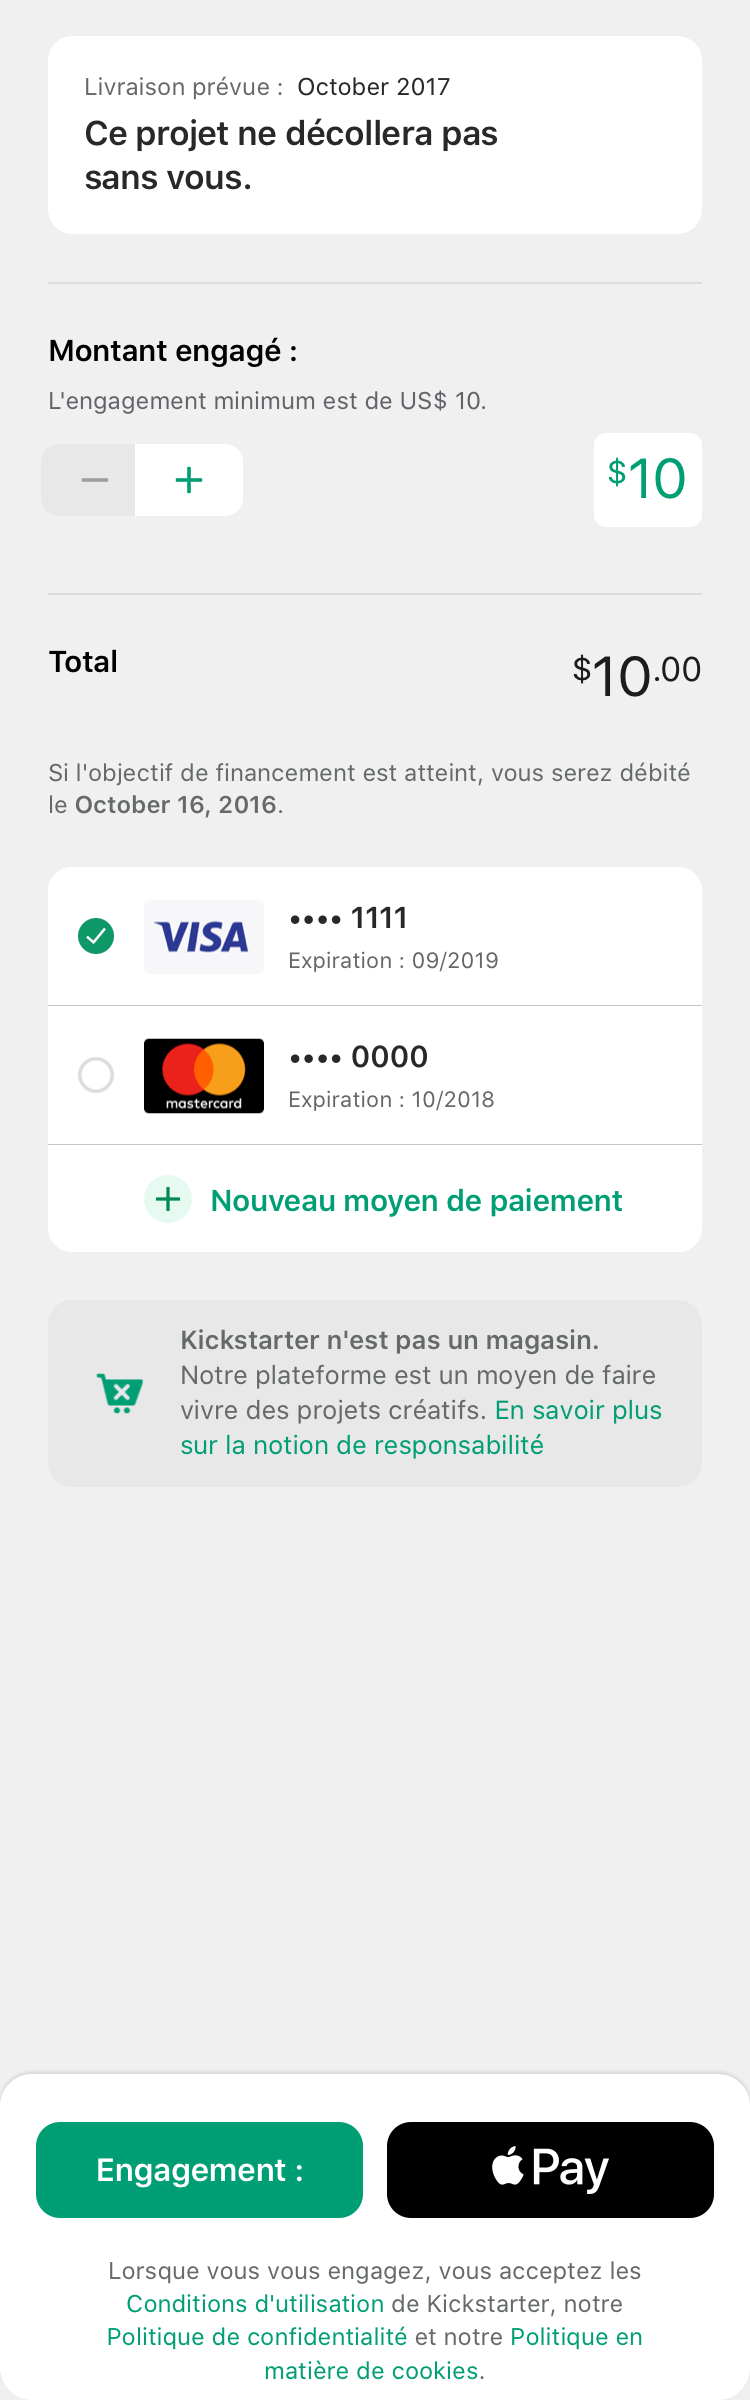 Livraison prévue : October 2017
Ce projet ne décollera pas
sans vous.
Montant engagé :
L'engagement minimum est de US$ 10.
− +
$10
Total
$10.00
Si l'objectif de financement est atteint, vous serez débité
le October 16, 2016.
VISA
•••• 1111
Expiration : 09/2019
mastercard
•••• 0000
Expiration : 10/2018
+ Nouveau moyen de paiement
Kickstarter n'est pas un magasin.
Notre plateforme est un moyen de faire
vivre des projets créatifs. En savoir plus
sur la notion de responsabilité
Engagement :
Pay
Lorsque vous vous engagez, vous acceptez les
Conditions d'utilisation de Kickstarter, notre
Politique de confidentialité et notre Politique en
matière de cookies.